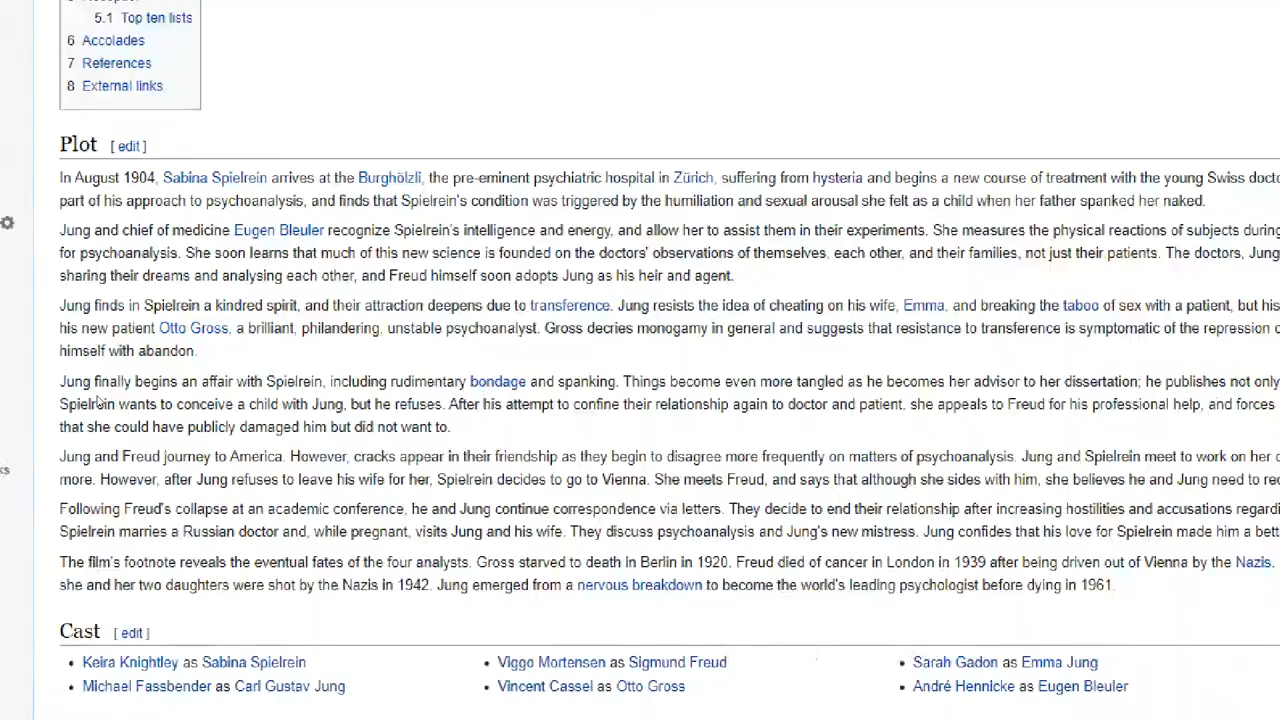 5.1 Top ten lists
6 Accolades
7 References
8 External links
Plot [ edit ]
In August 1904, Sabina Spielrein arrives at the Burghölzli, the pre-eminent psychiatric hospital in Zürich, suffering from hysteria and begins a new course of treatment with the young Swiss
part of his approach to psychoanalysis, and finds that Spielrein's condition was triggered by the humiliation and sexual arousal she felt as a child when her father spanked her naked.
Jung and chief of medicine Eugen Bleuler recognize Spielrein's intelligence and energy, and allow her to assist them in their experiments. She measures the physical reactions of subjects during
for psychoanalysis. She soon learns that much of this new science is founded on the doctors' observations of themselves, each other, and their families, not just their patients. The doctors, Jung
sharing their dreams and analysing each other, and Freud himself soon adopts Jung as his heir and agent.
Jung finds in Spielrein a kindred spirit, and their attraction deepens due to transference. Jung resists the idea of cheating on his wife, Emma, and breaking the taboo of sex with a patient, but his
his new patient Otto Gross, a brilliant, philandering, unstable psychoanalyst. Gross decries monogamy in general and suggests that resistance to transference is symptomatic of the repression
himself with abandon.
Jung finally begins an affair with Spielrein, including rudimentary bondage and spanking. Things become even more tangled as he becomes her advisor to her dissertation; he publishes not only
Spielrein wants to conceive a child with Jung, but he refuses. After his attempt to confine their relationship again to doctor and patient, she appeals to Freud for his professional help, and forces
that she could have publicly damaged him but did not want to.
Jung and Freud journey to America. However, cracks appear in their friendship as they begin to disagree more frequently on matters of psychoanalysis. Jung and Spielrein meet to work on her
more. However, after Jung refuses to leave his wife for her, Spielrein decides to go to Vienna. She meets Freud, and says that although she sides with him, she believes he and Jung need to
Following Freud's collapse at an academic conference, he and Jung continue correspondence via letters. They decide to end their relationship after increasing hostilities and accusations
Spielrein marries a Russian doctor and, while pregnant, visits Jung and his wife. They discuss psychoanalysis and Jung's new mistress. Jung confides that his love for Spielrein made him a
The film's footnote reveals the eventual fates of the four analysts. Gross starved to death in Berlin in 1920. Freud died of cancer in London in 1939 after being driven out of Vienna by the Nazis.
she and her two daughters were shot by the Nazis in 1942. Jung emerged from a nervous breakdown to become the world's leading psychologist before dying in 1961.
Cast [ edit ]
• Keira Knightley as Sabina Spielrein • Viggo Mortensen as Sigmund Freud • Sarah Gadon as Emma Jung
• Michael Fassbender as Carl Gustav Jung • Vincent Cassel as Otto Gross • André Hennicke as Eugen Bleuler